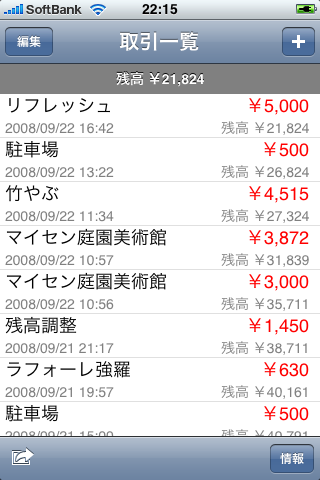 SoftBank 22:15
編集 取引一覧 +
残高 ¥21,824
リフレッシュ ¥5,000
2008/09/22 16:42 残高 ¥21,824
駐車場 ¥500
2008/09/22 13:22 残高 ¥26,824
竹やぶ ¥4,515
2008/09/22 11:34 残高 ¥27,324
マイセン庭園美術館 ¥3,872
2008/09/22 10:57 残高 ¥31,839
マイセン庭園美術館 ¥3,000
2008/09/22 10:56 残高 ¥35,711
残高調整 ¥1,450
2008/09/21 21:17 残高 ¥38,711
ラフォーレ強羅 ¥630
2008/09/21 19:57 残高 ¥40,161
駐車場 ¥500
2008/09/21 15:00 残高 ¥40,791
情報